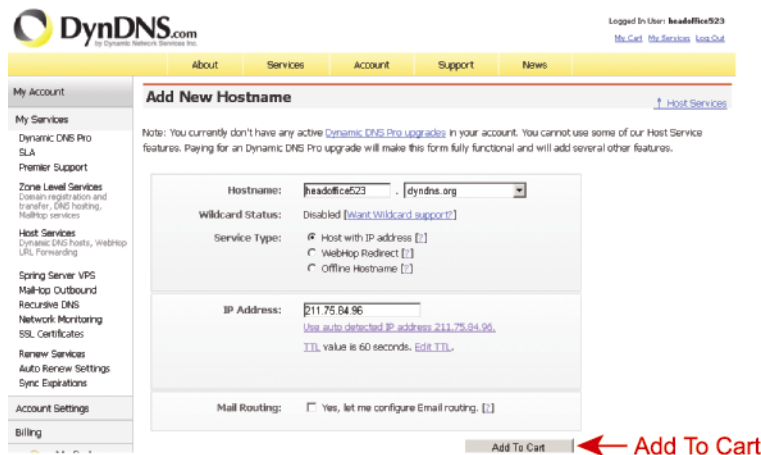 DynDNS.com
by Dynamic Network Services Inc.
Logged In User: headoffice523
My Cart My Services Log Out
About Services Account Support News
My Account
My Services
Dynamic DNS Pro
SLA
Premier Support
Zone Level Services
Domain registration and
transfer, DNS hosting,
MailHop services
Host Services
Dynamic DNS hosts, WebHop
URL Forwarding
Spring Server VPS
MailHop Outbound
Recursive DNS
Network Monitoring
SSL Certificates
Renew Services
Auto Renew Settings
Sync Expirations
Account Settings
Billing
Add New Hostname
↑ Host Services
Note: You currently don't have any active Dynamic DNS Pro upgrades in your account. You cannot use some of our Host Service
features. Paying for an Dynamic DNS Pro upgrade will make this form fully functional and will add several other features.
Hostname: headoffice523 . dyndns.org
Wildcard Status: Disabled [Want Wildcard support?]
Service Type: Host with IP address [?]
WebHop Redirect [?]
Offline Hostname [?]
IP Address: 211.75.84.96
Use auto detected IP address 211.75.84.96.
TTL value is 60 seconds. Edit TTL.
Mail Routing: Yes, let me configure Email routing. [?]
Add To Cart
Add To Cart